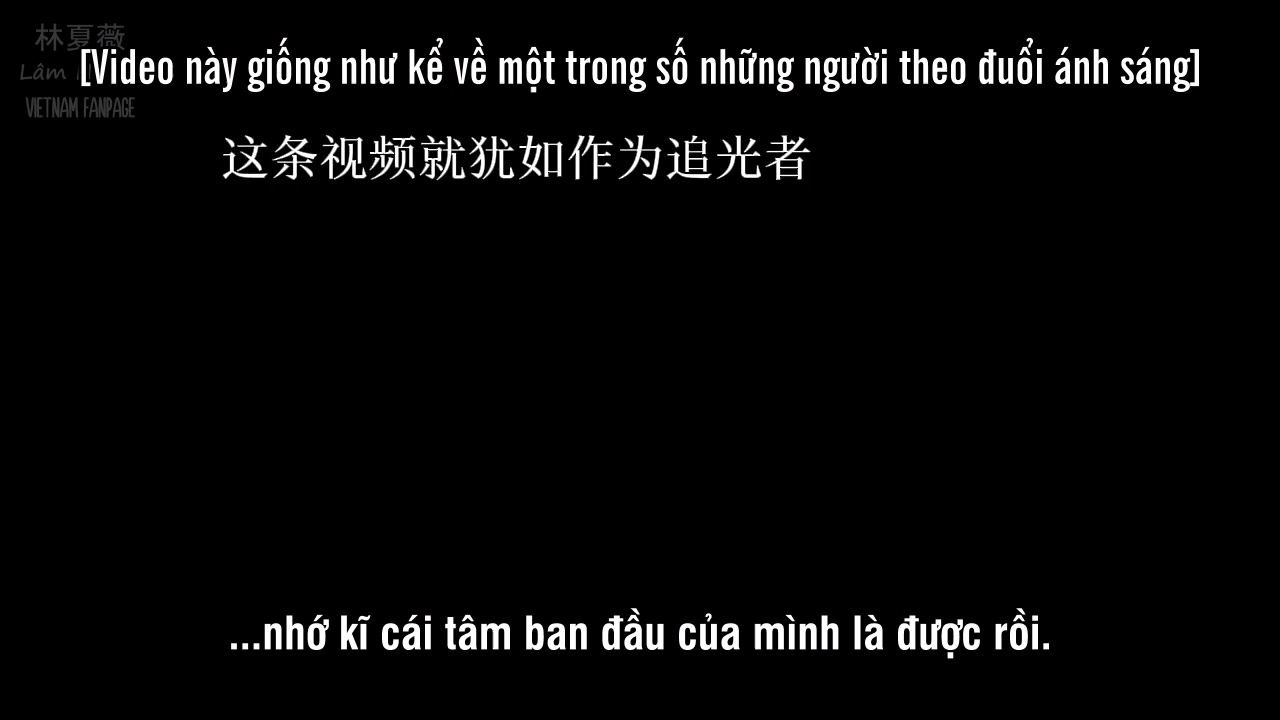 林夏薇
Lâm
VIETNAM FANPAGE
[Video này giống như kể về một trong số những người theo đuổi ánh sáng]
这条视频就犹如作为追光者
...nhớ kĩ cái tâm ban đầu của mình là được rồi.